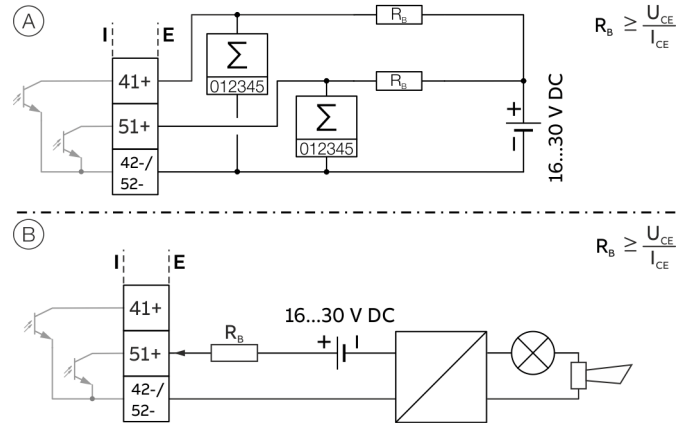 A
I E
41+
51+
42-/
52-
Σ
012345
Σ
012345
R_B
R_B
+
−
16...30 V DC
R_B ≥ U_CE
I_CE
B
I E
41+
51+
42-/
52-
R_B
16...30 V DC
+ −
R_B ≥ U_CE
I_CE